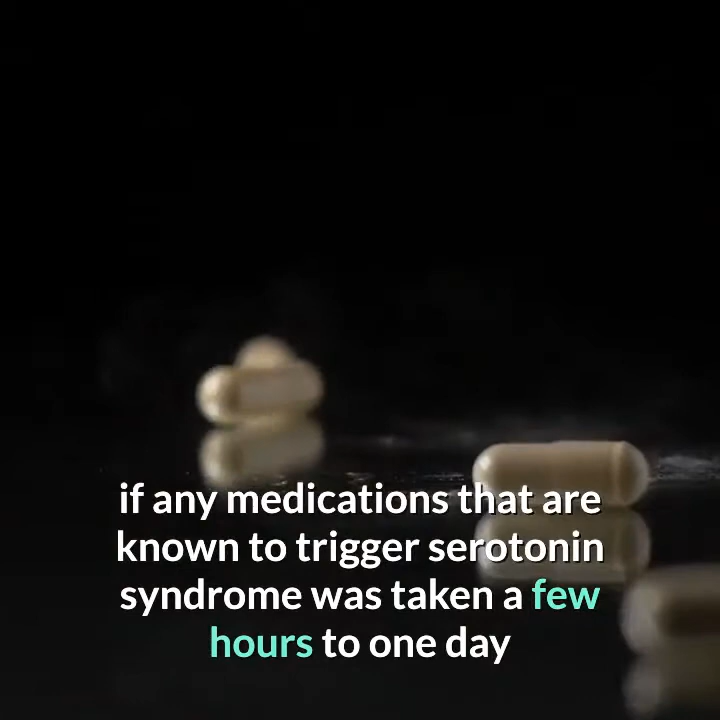 if any medications that are
known to trigger serotonin
syndrome was taken a few
hours to one day